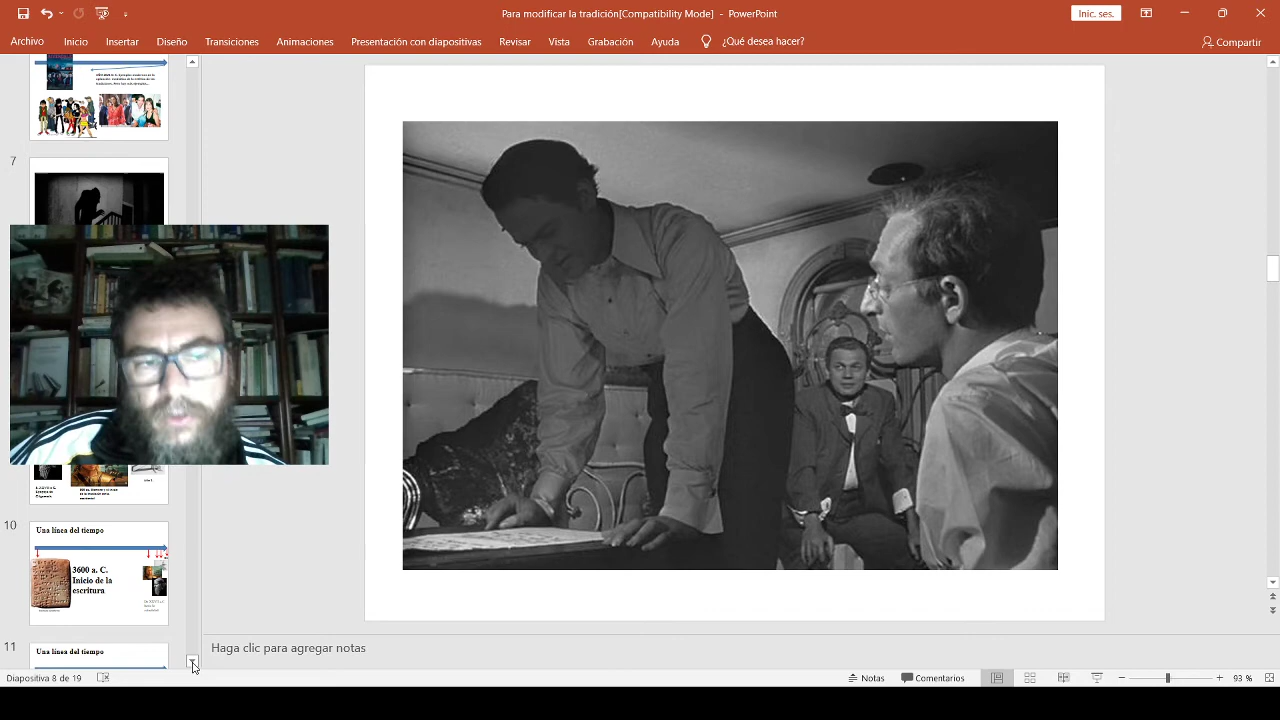 Para modificar la tradición[Compatibility Mode] - PowerPoint
Inic. ses.
Archivo Inicio Insertar Diseño Transiciones Animaciones Presentación con diapositivas Revisar Vista Grabación Ayuda ¿Qué desea hacer? Compartir
7
10
Una línea del tiempo
3600 a. C.
Inicio de la
escritura
11
Una línea del tiempo
Haga clic para agregar notas
Diapositiva 8 de 19 Notas Comentarios 93 %